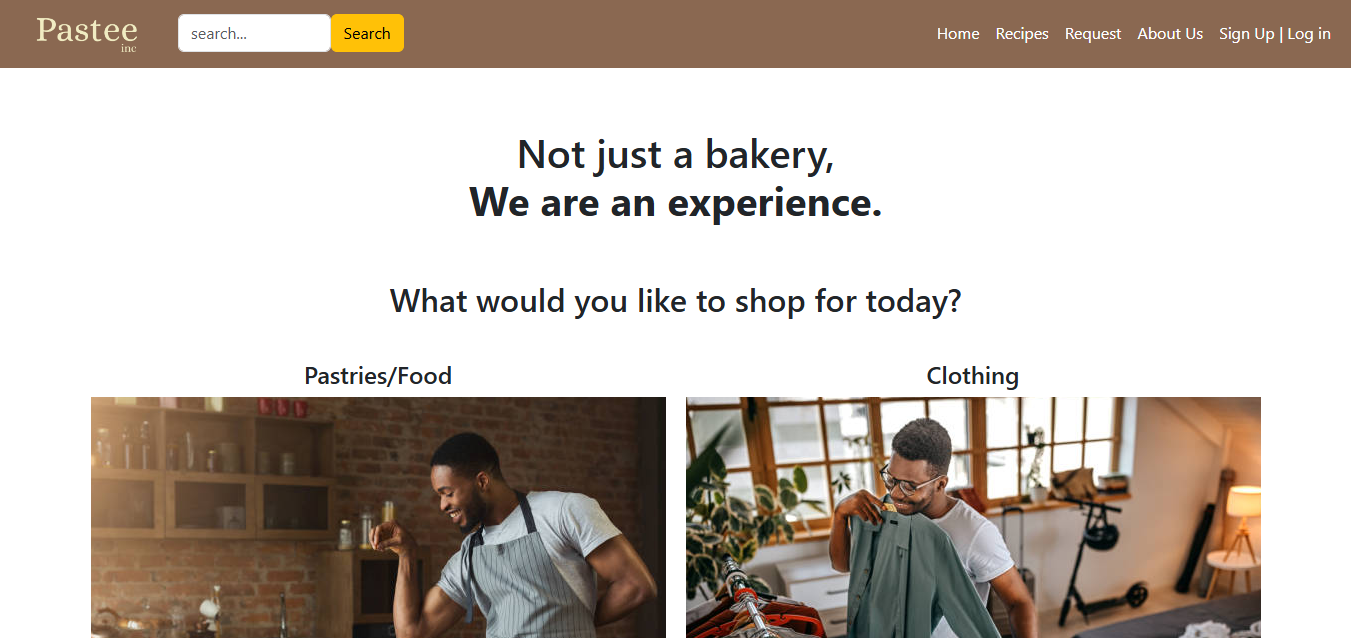 Pastee
inc
search...
Search
Home
Recipes
Request
About Us
Sign Up | Log in
Not just a bakery,
We are an experience.
What would you like to shop for today?
Pastries/Food
Clothing